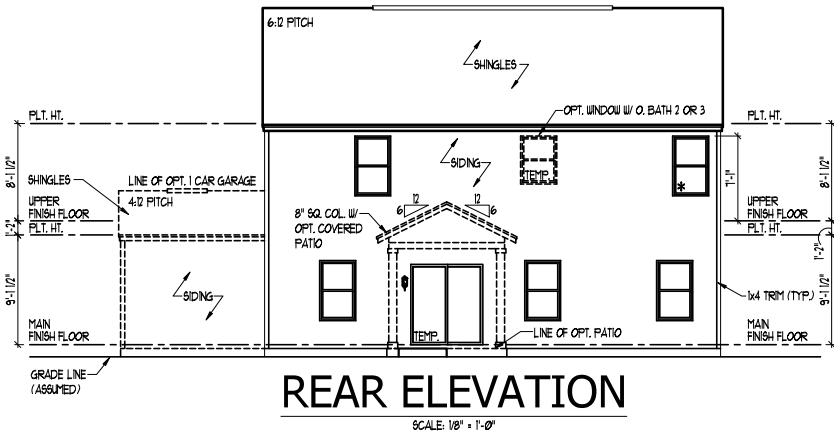 6:12 PITCH
SHINGLES
OPT. WINDOW W/ O. BATH 2 OR 3
PLT. HT.
PLT. HT.
8'-1 1/2"
SIDING
TEMP.
*
7'-1"
8'-1 1/2"
SHINGLES
LINE OF OPT. 1 CAR GARAGE
4:12 PITCH
12
6
12
6
UPPER
FINISH FLOOR
8" SQ. COL. W/
OPT. COVERED
PATIO
UPPER
FINISH FLOOR
1'-2"
PLT. HT.
PLT. HT.
1'-2"
9'-1 1/2"
SIDING
1x4 TRIM (TYP.)
9'-1 1/2"
MAIN
FINISH FLOOR
TEMP.
LINE OF OPT. PATIO
MAIN
FINISH FLOOR
GRADE LINE
(ASSUMED)
REAR ELEVATION
SCALE: 1/8" = 1'-0"